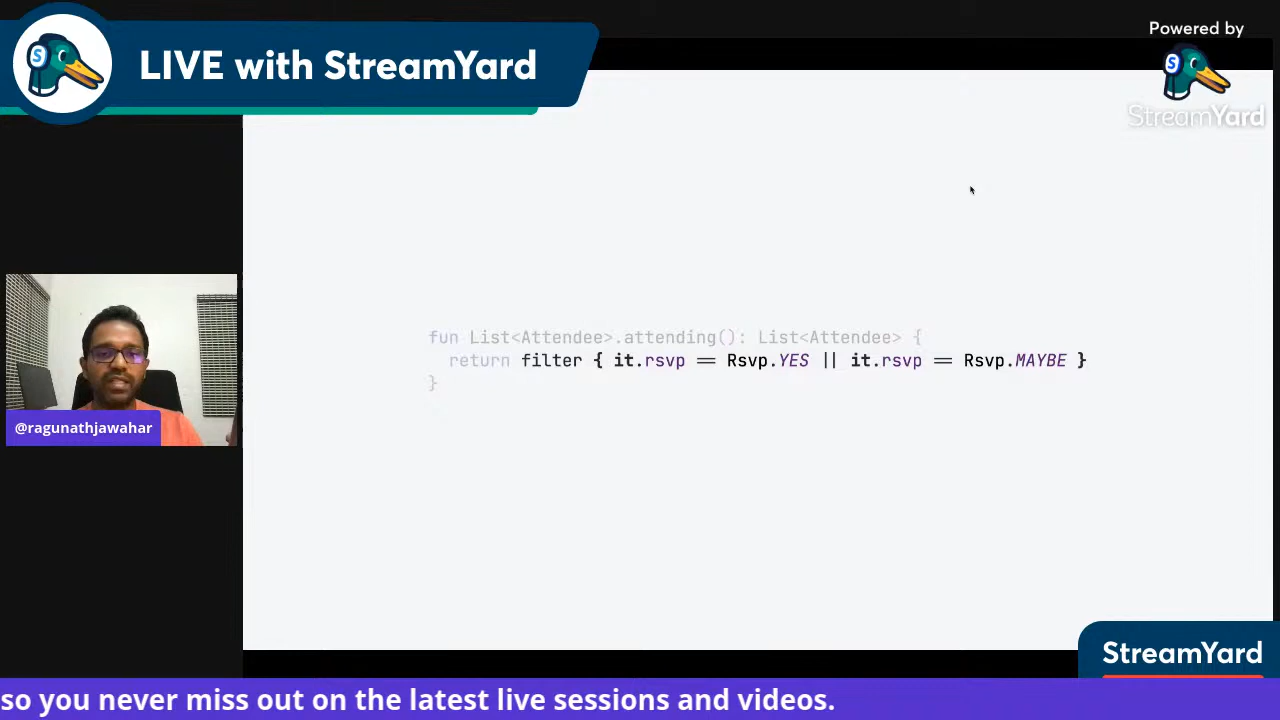 LIVE with StreamYard
Powered by
StreamYard
fun List<Attendee>.attending(): List<Attendee> {
return filter { it.rsvp == Rsvp.YES || it.rsvp == Rsvp.MAYBE }
}
@ragunathjawahar
StreamYard
so you never miss out on the latest live sessions and videos.